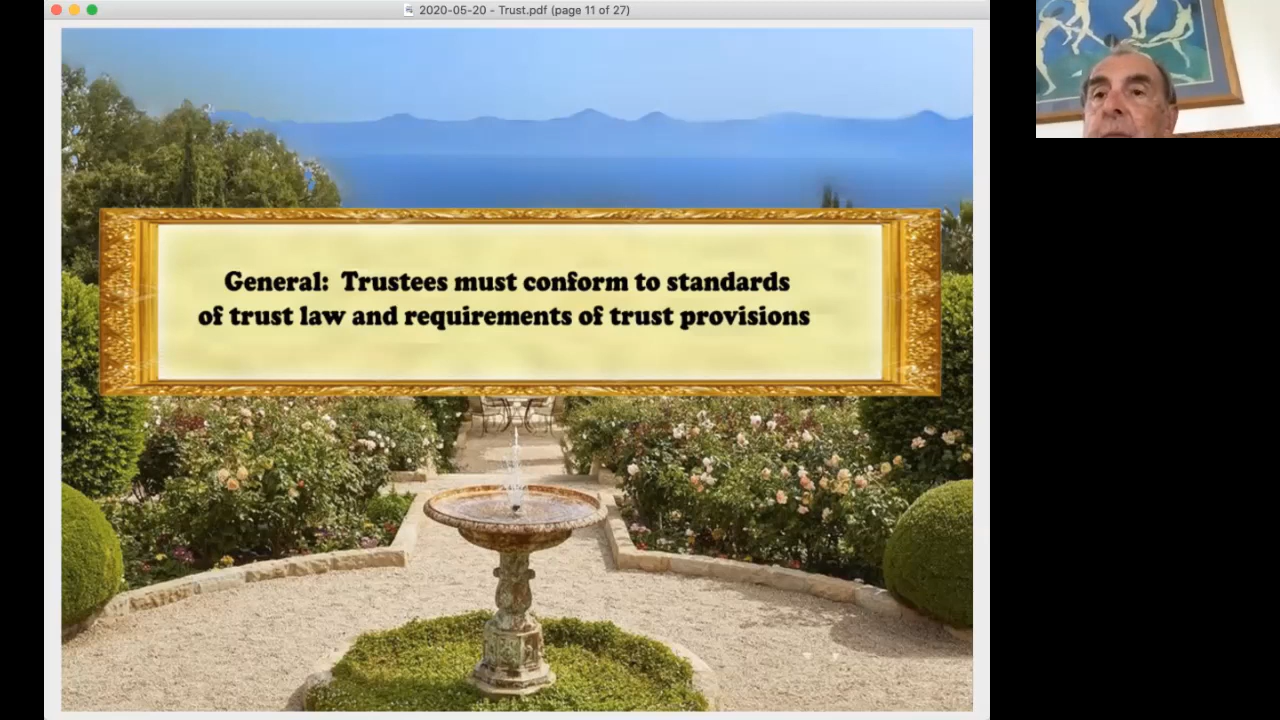 2020-05-20 - Trust.pdf (page 11 of 27)
General: Trustees must conform to standards
of trust law and requirements of trust provisions